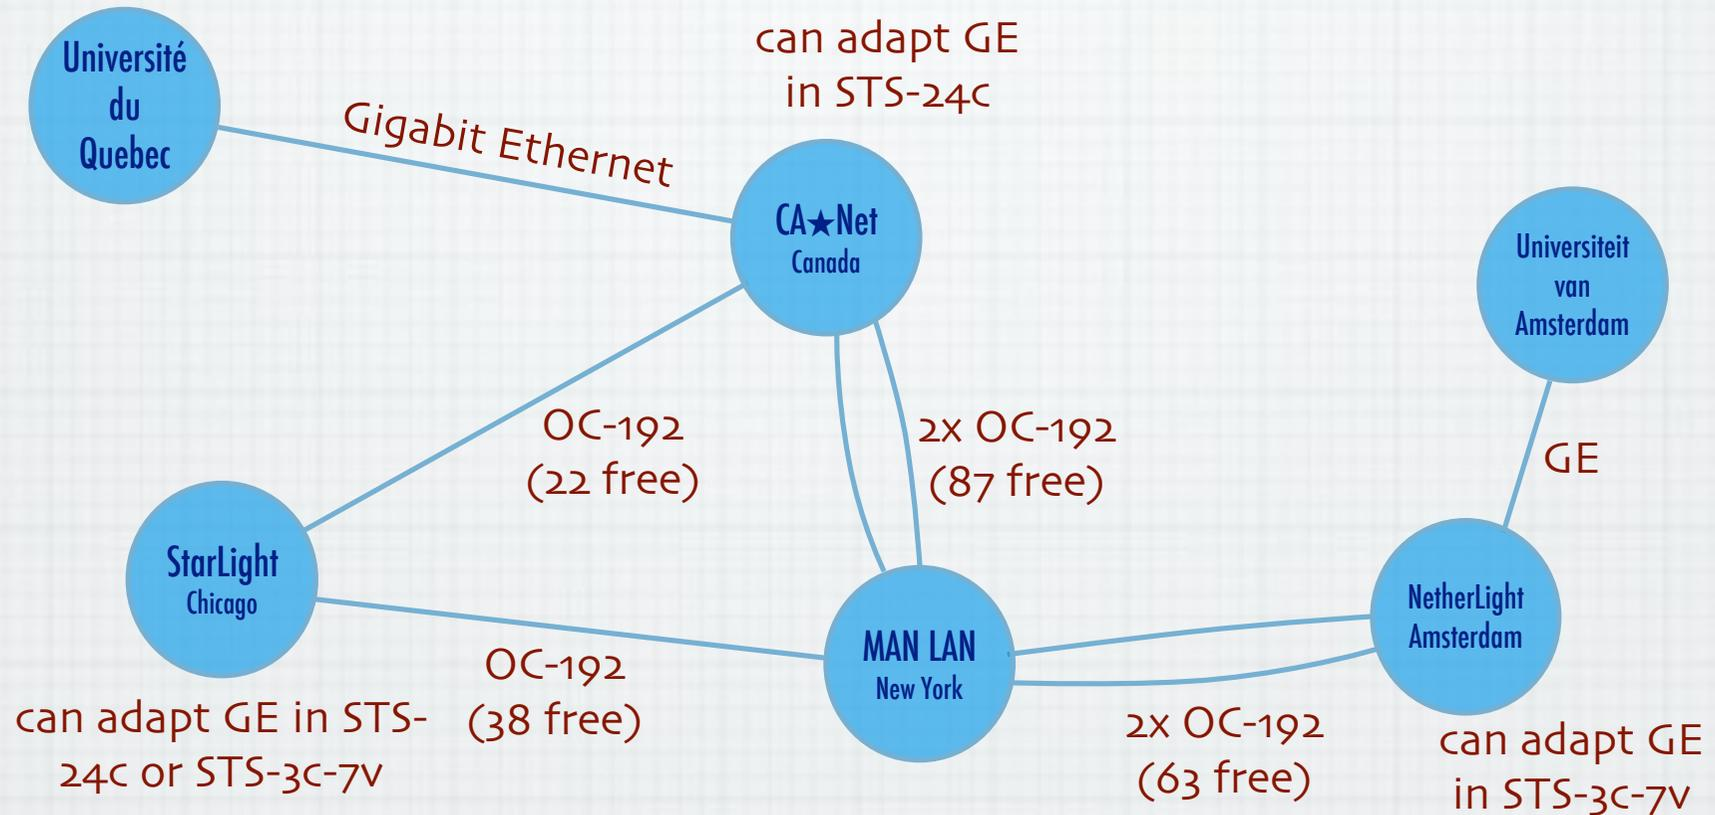 Université
du
Quebec
Gigabit Ethernet
can adapt GE
in STS-24c
CA★Net
Canada
Universiteit
van
Amsterdam
OC-192
(22 free)
2x OC-192
(87 free)
GE
StarLight
Chicago
can adapt GE in STS-
24c or STS-3c-7v
OC-192
(38 free)
MAN LAN
New York
2x OC-192
(63 free)
NetherLight
Amsterdam
can adapt GE
in STS-3c-7v